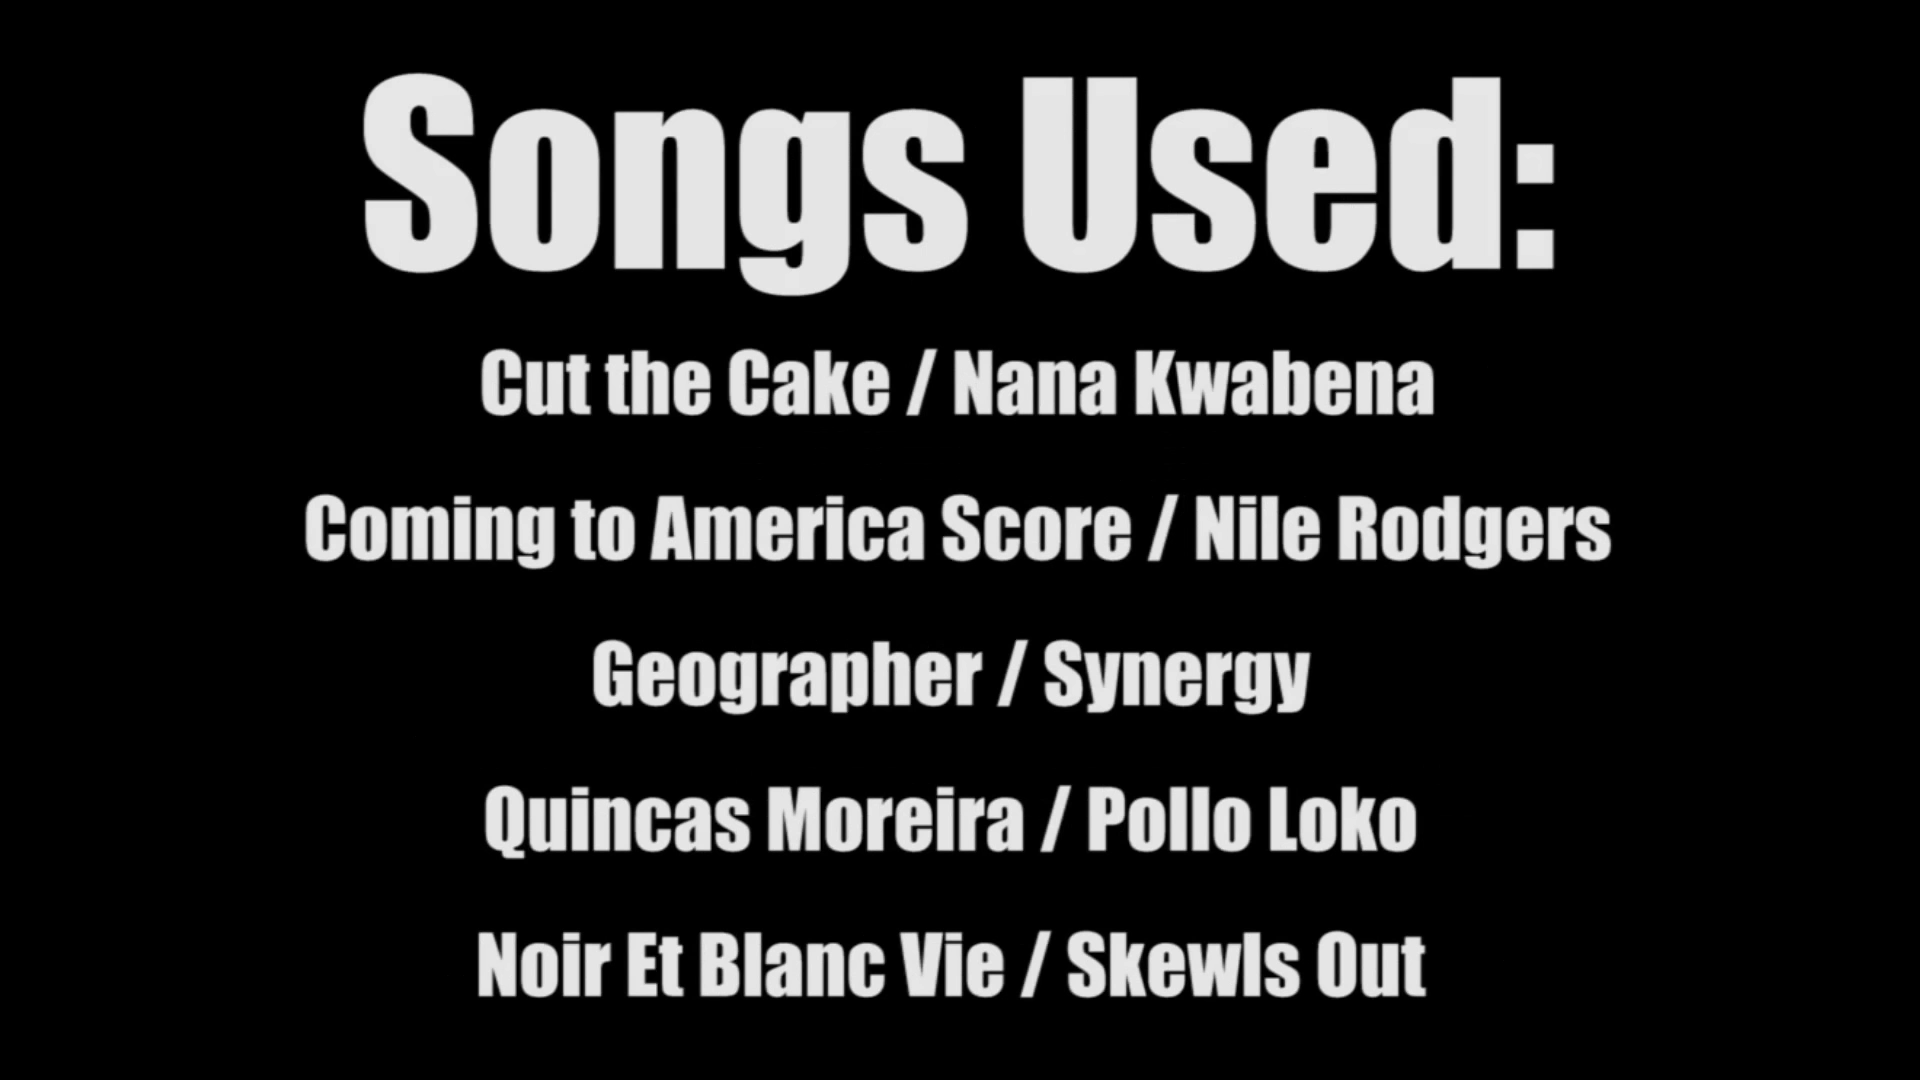 Songs Used:
Cut the Cake / Nana Kwabena
Coming to America Score / Nile Rodgers
Geographer / Synergy
Quincas Moreira / Pollo Loko
Noir Et Blanc Vie / Skewls Out